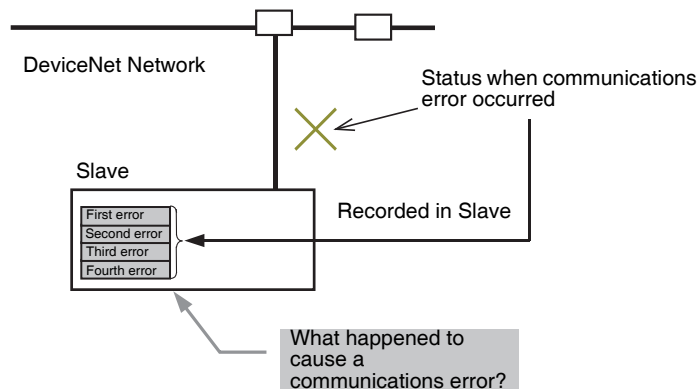 DeviceNet Network
Status when communications
error occurred
Slave
Recorded in Slave
First error
Second error
Third error
Fourth error
What happened to
cause a
communications error?